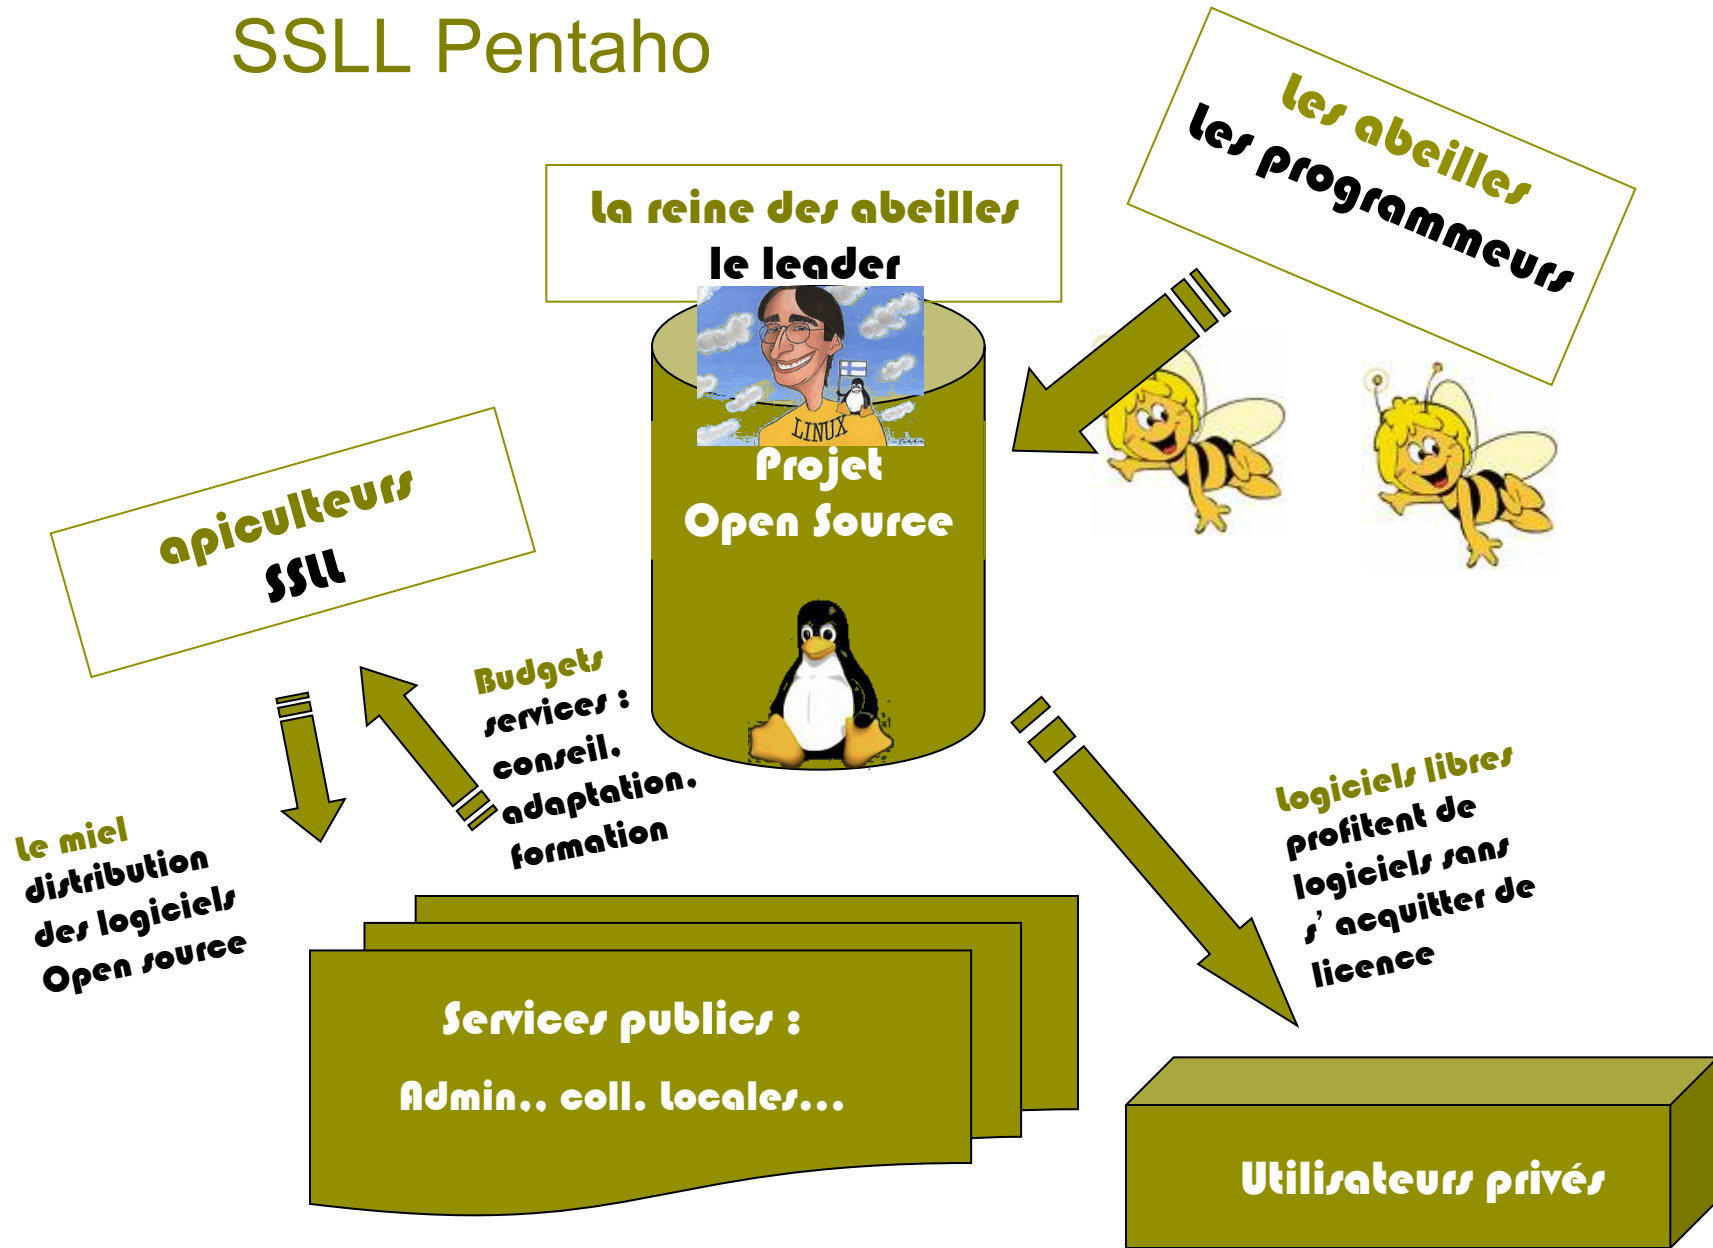 SSLL Pentaho
Les abeilles
Les programmeurs
La reine des abeilles
le leader
LINUX
Projet
Open Source
apiculteurs
SSLL
Budgets
services :
conseil,
adaptation,
formation
Le miel
distribution
des logiciels
Open source
Logiciels libres
profitent de
logiciels sans
s’ acquitter de
licence
Services publics :
Admin,, coll. Locales...
Utilisateurs privés